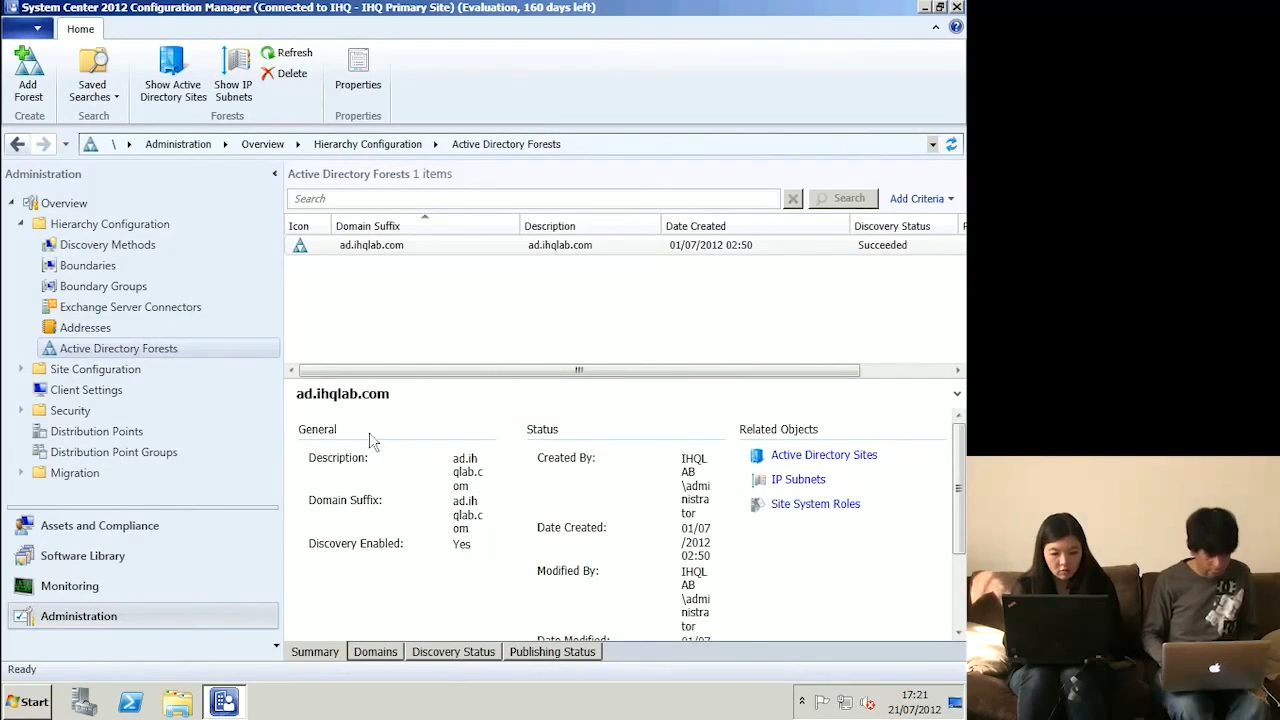 System Center 2012 Configuration Manager (Connected to IHQ - IHQ Primary Site) (Evaluation, 160 days left)
Home
Add Forest
Saved Searches
Show Active Directory Sites
Show IP Subnets
Refresh
Delete
Properties
Create
Search
Forests
Properties
\ Administration Overview Hierarchy Configuration Active Directory Forests
Administration
Overview
Hierarchy Configuration
Discovery Methods
Boundaries
Boundary Groups
Exchange Server Connectors
Addresses
Active Directory Forests
Site Configuration
Client Settings
Security
Distribution Points
Distribution Point Groups
Migration
Assets and Compliance
Software Library
Monitoring
Administration
Active Directory Forests 1 items
Search
Search
Add Criteria
Icon Domain Suffix Description Date Created Discovery Status
ad.ihqlab.com ad.ihqlab.com 01/07/2012 02:50 Succeeded
ad.ihqlab.com
General
Description: ad.ih
qlab.c
om
Domain Suffix: ad.ih
qlab.c
om
Discovery Enabled: Yes
Status
Created By: IHQL
AB
\admi
nistra
tor
Date Created: 01/07
/2012
02:50
Modified By: IHQL
AB
\admi
nistra
tor
Date Modified: 01/07
Related Objects
Active Directory Sites
IP Subnets
Site System Roles
Summary Domains Discovery Status Publishing Status
Ready
Start
17:21
21/07/2012